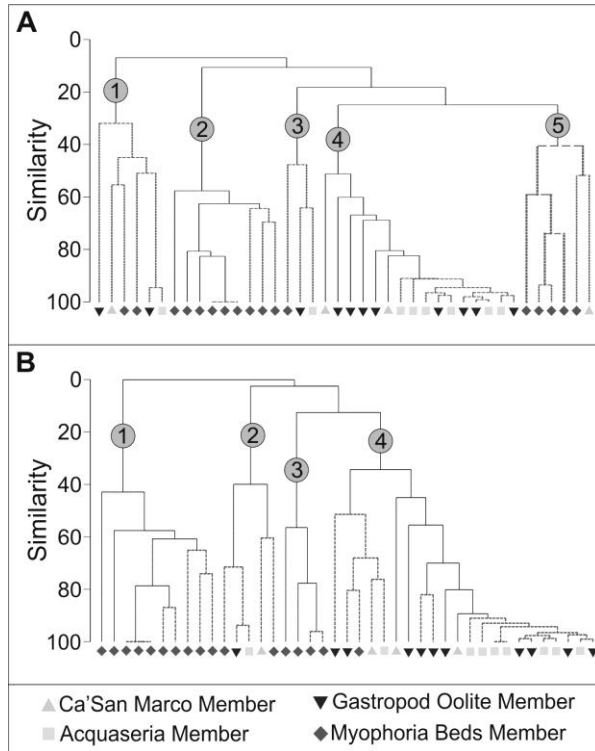 A
0
20
40
60
80
100
Similarity
1
2
3
4
5
B
0
20
40
60
80
100
Similarity
1
2
3
4
Ca'San Marco Member
Gastropod Oolite Member
Acquaseria Member
Myophoria Beds Member